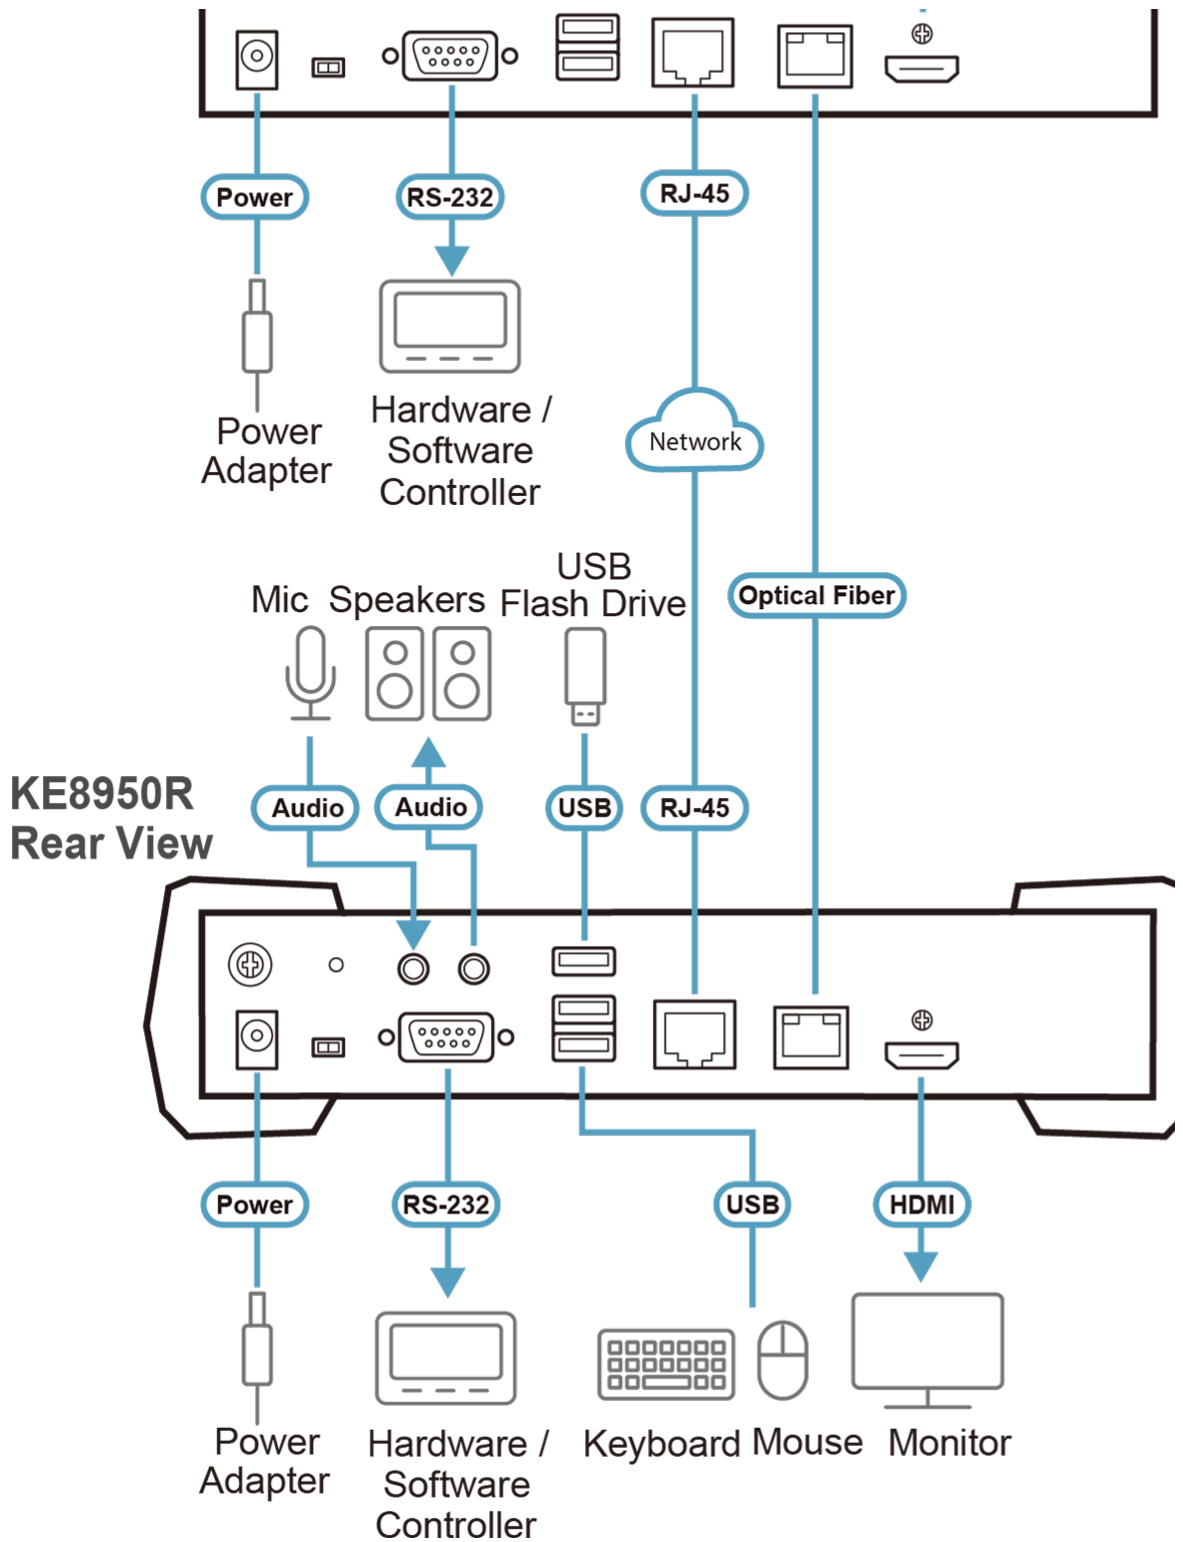 Power
RS-232
RJ-45
Power
Adapter
Hardware /
Software
Controller
Network
Optical Fiber
Mic
Speakers
USB
Flash Drive
KE8950R
Rear View
Audio
Audio
USB
RJ-45
Power
RS-232
USB
HDMI
Power
Adapter
Hardware /
Software
Controller
Keyboard
Mouse
Monitor